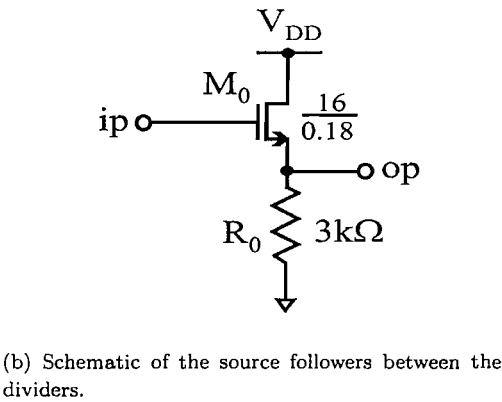 V_DD
M_0
16
0.18
ip
op
R_0 3kΩ
(b) Schematic of the source followers between the
dividers.